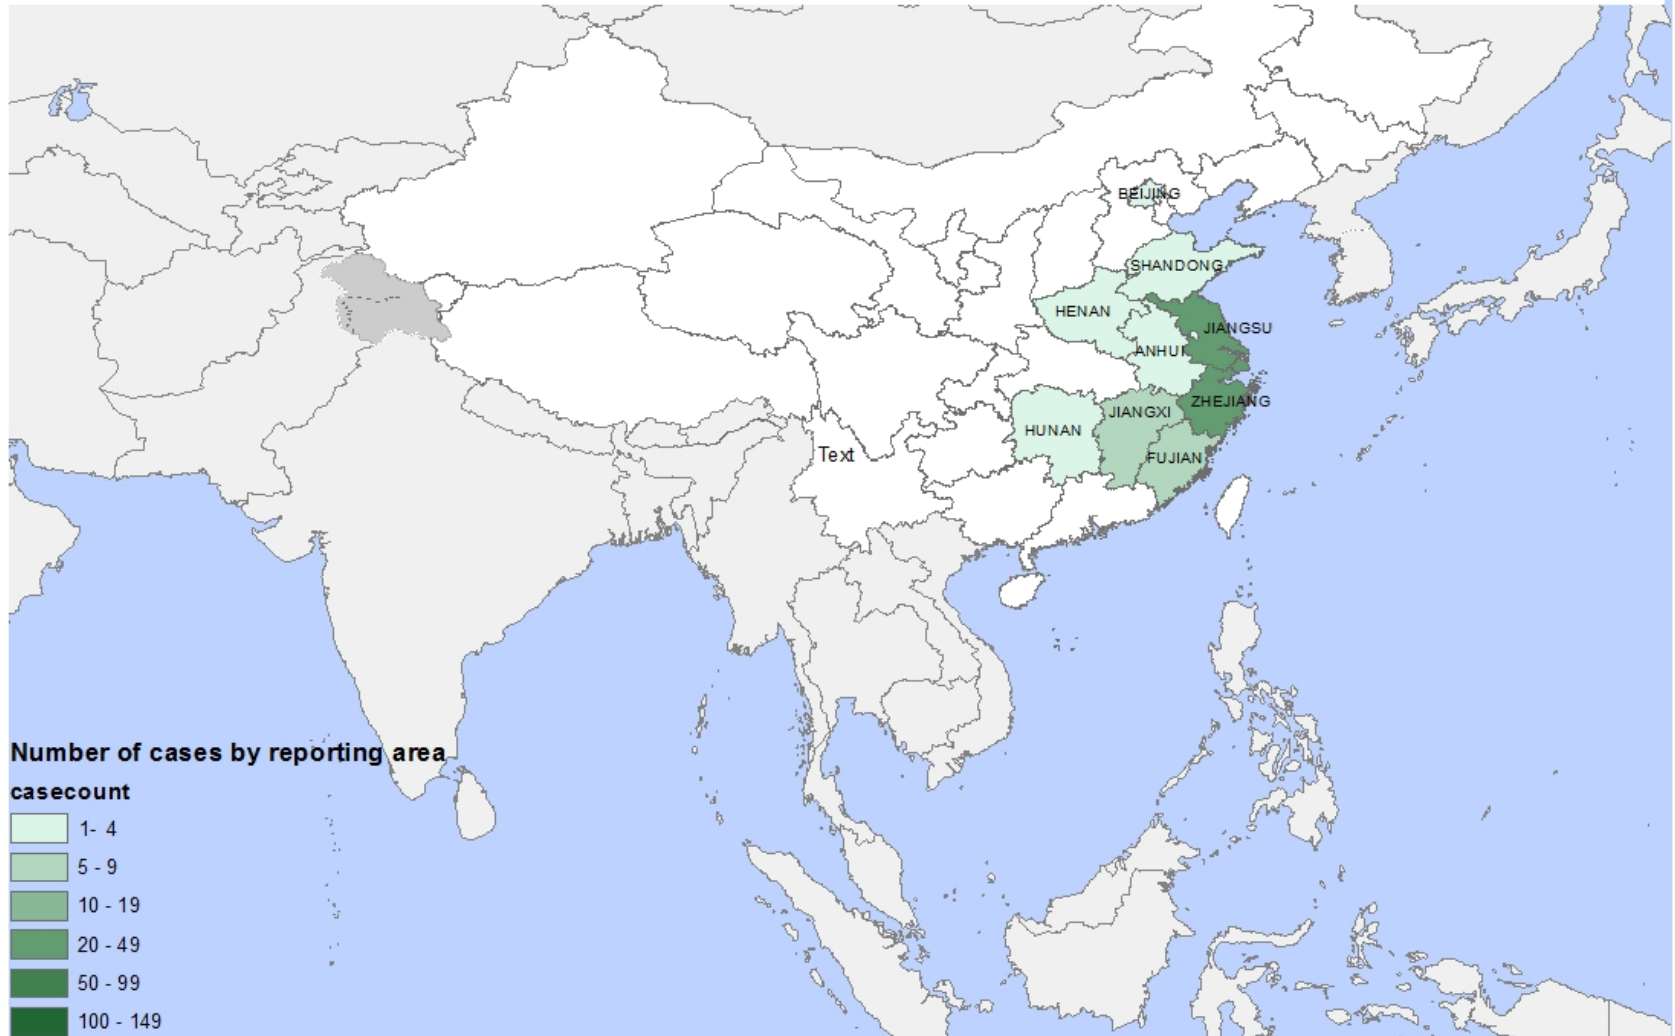 BEIJING
SHANDONG
HENAN
JIANGSU
ANHUI
ZHEJIANG
JIANGXI
HUNAN
FUJIAN
Text
Number of cases by reporting area
casecount
1- 4
5 - 9
10 - 19
20 - 49
50 - 99
100 - 149